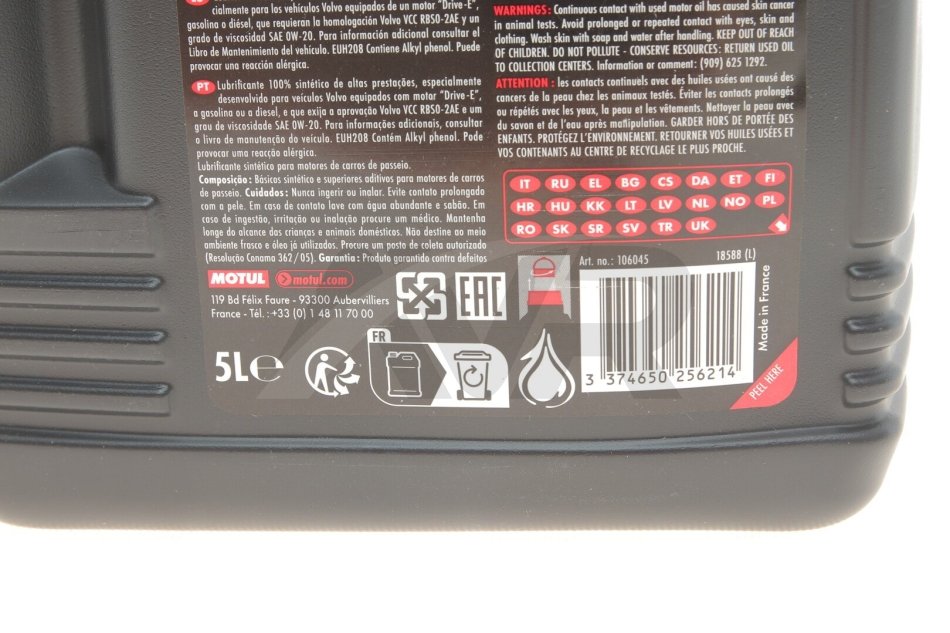 ES
cialmente para los vehículos Volvo equipados de un motor "Drive-E",
gasolina o diésel, que requieran la homologación Volvo VCC RBS0-2AE y un
grado de viscosidad SAE 0W-20. Para información adicional consultar el
Libro de Mantenimiento del vehículo. EUH208 Contiene Alkyl phenol. Puede
provocar una reacción alérgica.
PT Lubrificante 100% sintético de altas prestações, especialmente
desenvolvido para veículos Volvo equipados com motor "Drive-E",
a gasolina ou a diesel, e que exija a aprovação Volvo VCC RBS0-2AE e um
grau de viscosidade SAE 0W-20. Para informações adicionais, consultar
o livro de manutenção do veículo. EUH208 Contém Alkyl phenol. Pode
provocar uma reacção alérgica.
Lubrificante sintético para motores de carros de passeio.
Composição: Básicos sintético e superiores aditivos para motores de carros
de passeio. Cuidados: Nunca ingerir ou inalar. Evite contato prolongado
com a pele. Em caso de contato lave com água abundante e sabão. Em
caso de ingestão, irritação ou inalação procure um médico. Mantenha
longe do alcance das crianças e animais domésticos. Não destine ao meio
ambiente frasco e óleo já utilizados. Procure um posto de coleta autorizado
(Resolução Conama 362/05). Garantia: Produto garantido contra defeitos
MOTUL motul.com
119 Bd Félix Faure - 93300 Aubervilliers
France - Tél.: +33 (0) 1 48 11 70 00
EAC
5L e
FR
WARNINGS: Continuous contact with used motor oil has caused skin cancer
in animal tests. Avoid prolonged or repeated contact with eyes, skin and
clothing. Wash skin with soap and water after handling. KEEP OUT OF REACH
OF CHILDREN. DO NOT POLLUTE - CONSERVE RESOURCES: RETURN USED OIL
TO COLLECTION CENTERS. Information or comment: (909) 625 1292.
ATTENTION : les contacts continuels avec des huiles usées ont causé des
cancers de la peau chez les animaux testés. Éviter les contacts prolongés
ou répétés avec les yeux, la peau et les vêtements. Nettoyer la peau avec
du savon et de l'eau après manipulation. GARDER HORS DE PORTÉE DES
ENFANTS. PROTÉGEZ L'ENVIRONNEMENT. RETOURNER VOS HUILES USÉES ET
VOS CONTENANTS AU CENTRE DE RECYCLAGE LE PLUS PROCHE.
IT RU EL BG CS DA ET FI
HR HU KK LT LV NL NO PL
RO SK SR SV TR UK
Art. no.: 106045 18588 (L)
3 374650 256214
Made in France
PEEL HERE